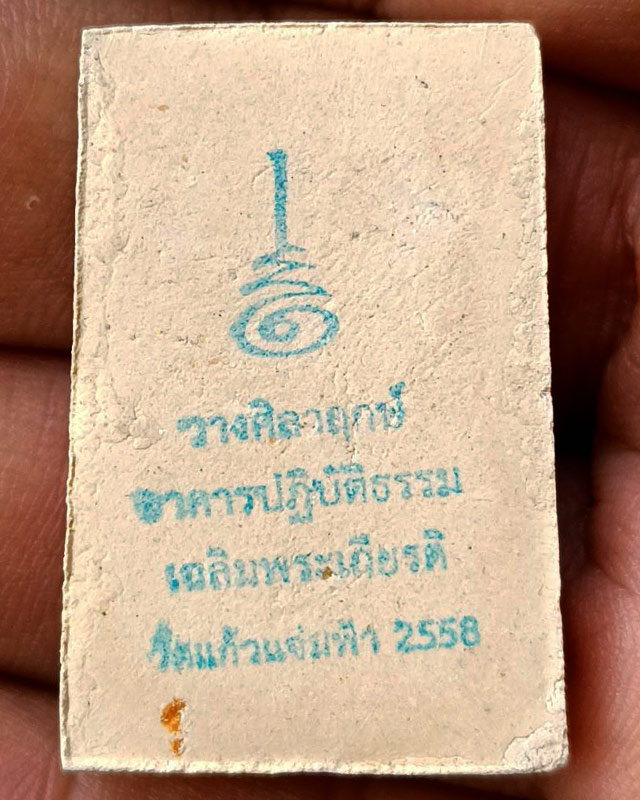 วางศิลาฤกษ์
อาคารปฏิบัติธรรม
เฉลิมพระเกียรติ
วัดแก้วแจ่มฟ้า 2558